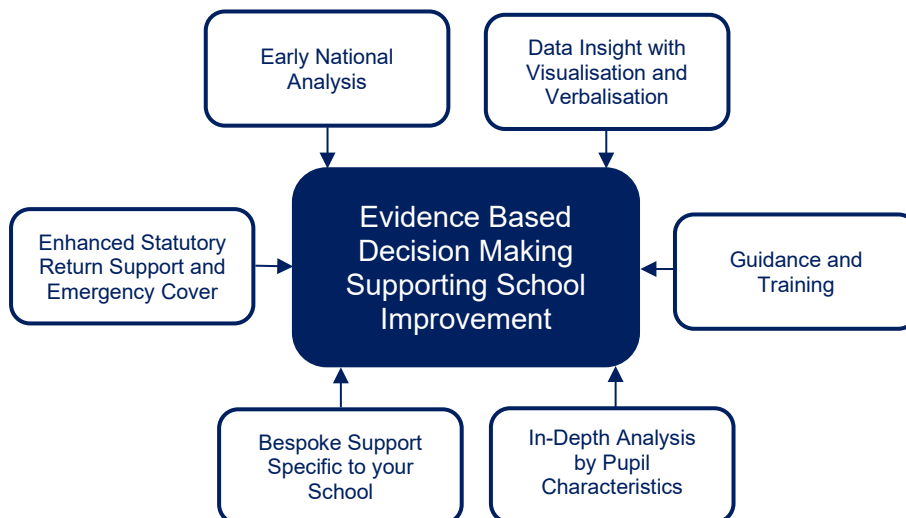 Early National
Analysis
Data Insight with
Visualisation and
Verbalisation
Enhanced Statutory
Return Support and
Emergency Cover
Evidence Based
Decision Making
Supporting School
Improvement
Guidance and
Training
Bespoke Support
Specific to your
School
In-Depth Analysis
by Pupil
Characteristics